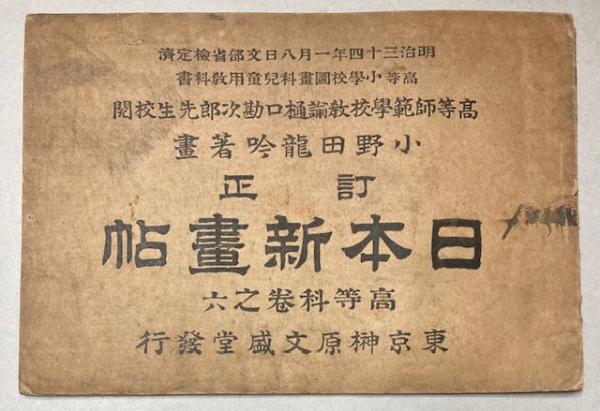 明治三十四年一月八日文部省檢定濟
高等小學校圖畫科兒童用敎科書
高等師範學校敎諭樋口勘次郎先生校閱
小野田龍吟著畫
訂正
日本新畫帖
高等科卷之六
東京榊原文盛堂發行